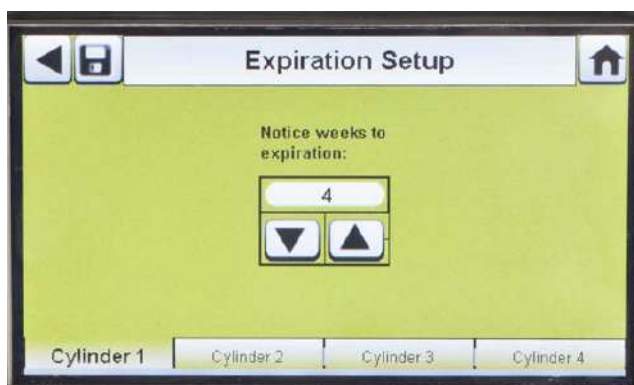 Expiration Setup
Notice weeks to
expiration:
4
Cylinder 1
Cylinder 2
Cylinder 3
Cylinder 4